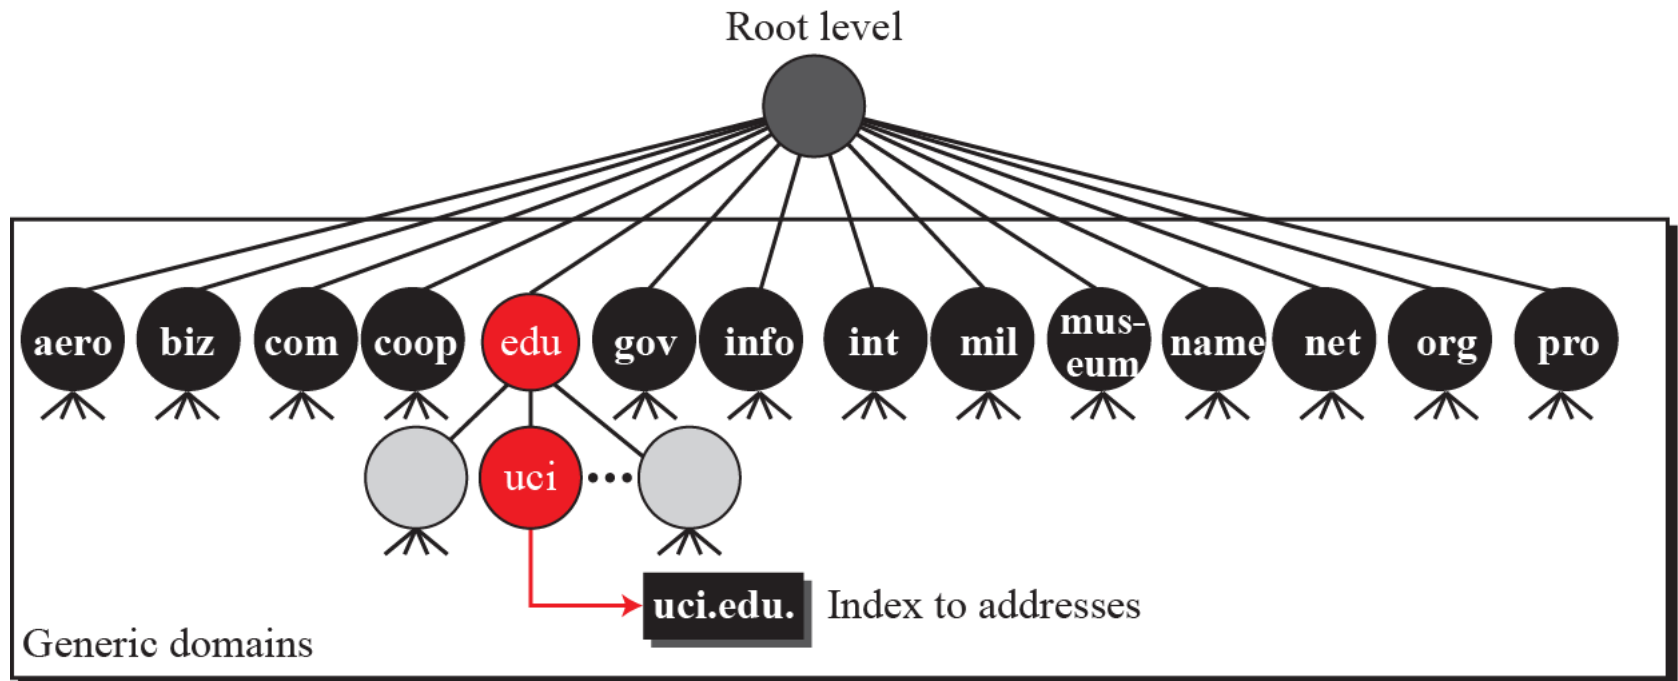 Root level
aero biz com coop edu gov info int mil mus-
eum name net org pro
uci
uci.edu. Index to addresses
Generic domains